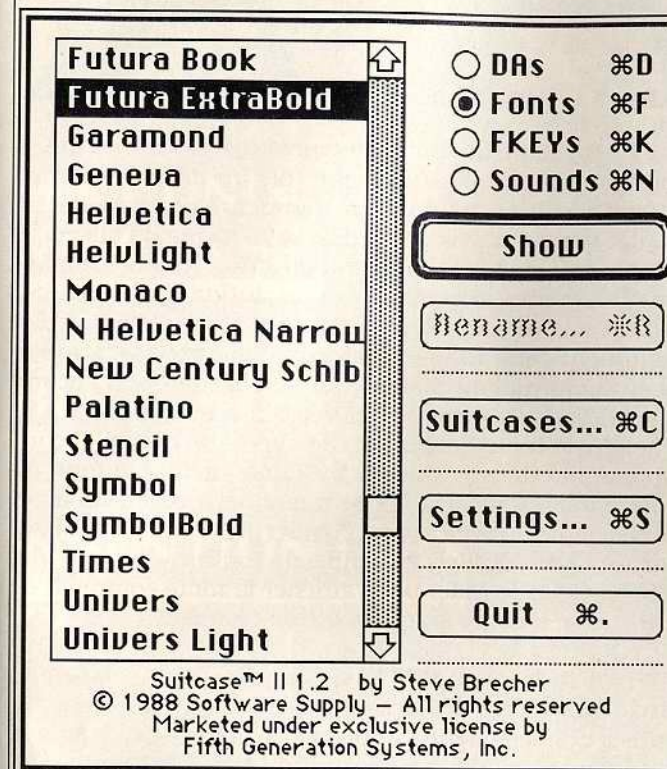 Futura Book
Futura ExtraBold
Garamond
Geneva
Helvetica
HelvLight
Monaco
N Helvetica Narrow
New Century Schlb
Palatino
Stencil
Symbol
SymbolBold
Times
Univers
Univers Light
DAs ⌘D
Fonts ⌘F
FKEYs ⌘K
Sounds ⌘N
Show
Rename... ⌘R
Suitcases... ⌘C
Settings... ⌘S
Quit ⌘.
Suitcase™ II 1.2 by Steve Brecher
© 1988 Software Supply — All rights reserved
Marketed under exclusive license by
Fifth Generation Systems, Inc.